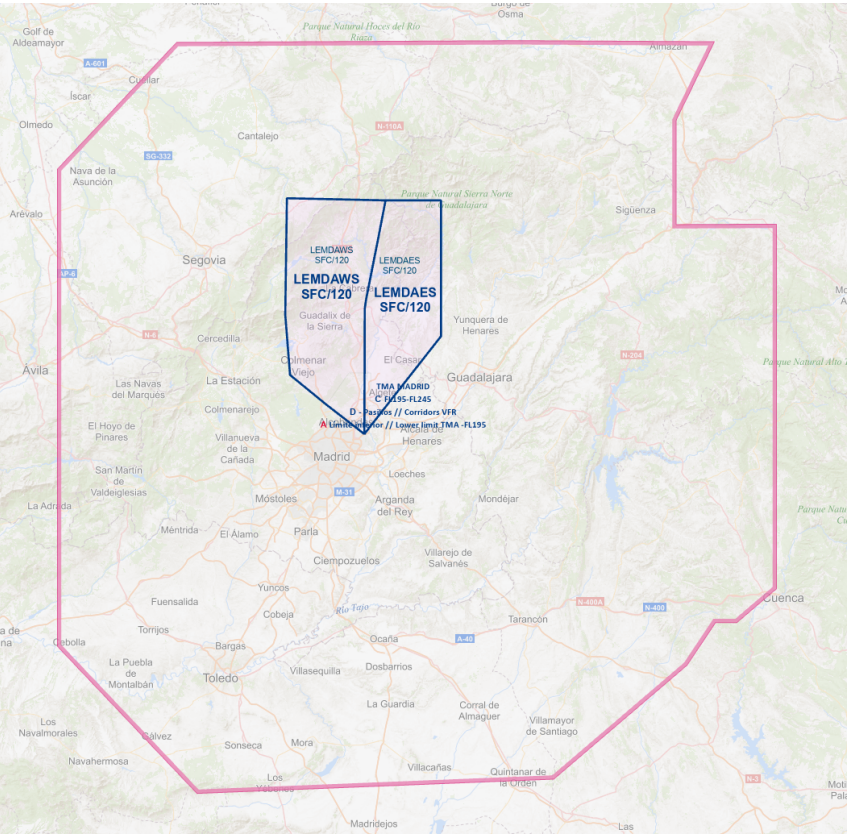 Burgo de
Osma
Golf de
Aldeamayor
Parque Natural Hoces del Río
Riaza
Almazán
A-601
Cuéllar
Íscar
Olmedo
N-110A
Cantalejo
SG-332
Nava de la
Asunción
Arévalo
Parque Natural Sierra Norte
de Guadalajara
Sigüenza
Segovia
AP-6
LEMDAWS
SFC/120
LEMDAES
SFC/120
LEMDAWS
SFC/120
LEMDAES
SFC/120
Guadalix de
la Sierra
Yunquera de
Henares
N-6
Cercedilla
N-204
Parque Natural Alto T
Ávila
Colmenar
Viejo
El Casar
Las Navas
del Marqués
La Estación
Guadalajara
TMA MADRID
C FL195-FL245
D - Pasillos // Corridors VFR
A Límite inferior // Lower limit TMA -FL195
Colmenarejo
El Hoyo de
Pinares
Villanueva
de la
Cañada
Alcalá de
Henares
Madrid
San Martín
de
Valdeiglesias
Loeches
M-31
Móstoles
Arganda
del Rey
Mondéjar
La Adrada
Méntrida
El Álamo
Parla
Villarejo de
Salvanés
Ciempozuelos
Yuncos
Fuensalida
Cobeja
Río Tajo
N-400A
N-400
Cuenca
Tarancón
Torrijos
Cebolla
Bargas
Ocaña
A-40
La Puebla
de
Montalbán
Toledo
Villasequilla
Dosbarrios
La Guardia
Corral de
Almaguer
Los
Navalmorales
Villamayor
de Santiago
Gálvez
Sonseca
Mora
Navahermosa
Los
Yébenes
Villacañas
Quintanar de
la Orden
N-3
Madridejos
Las